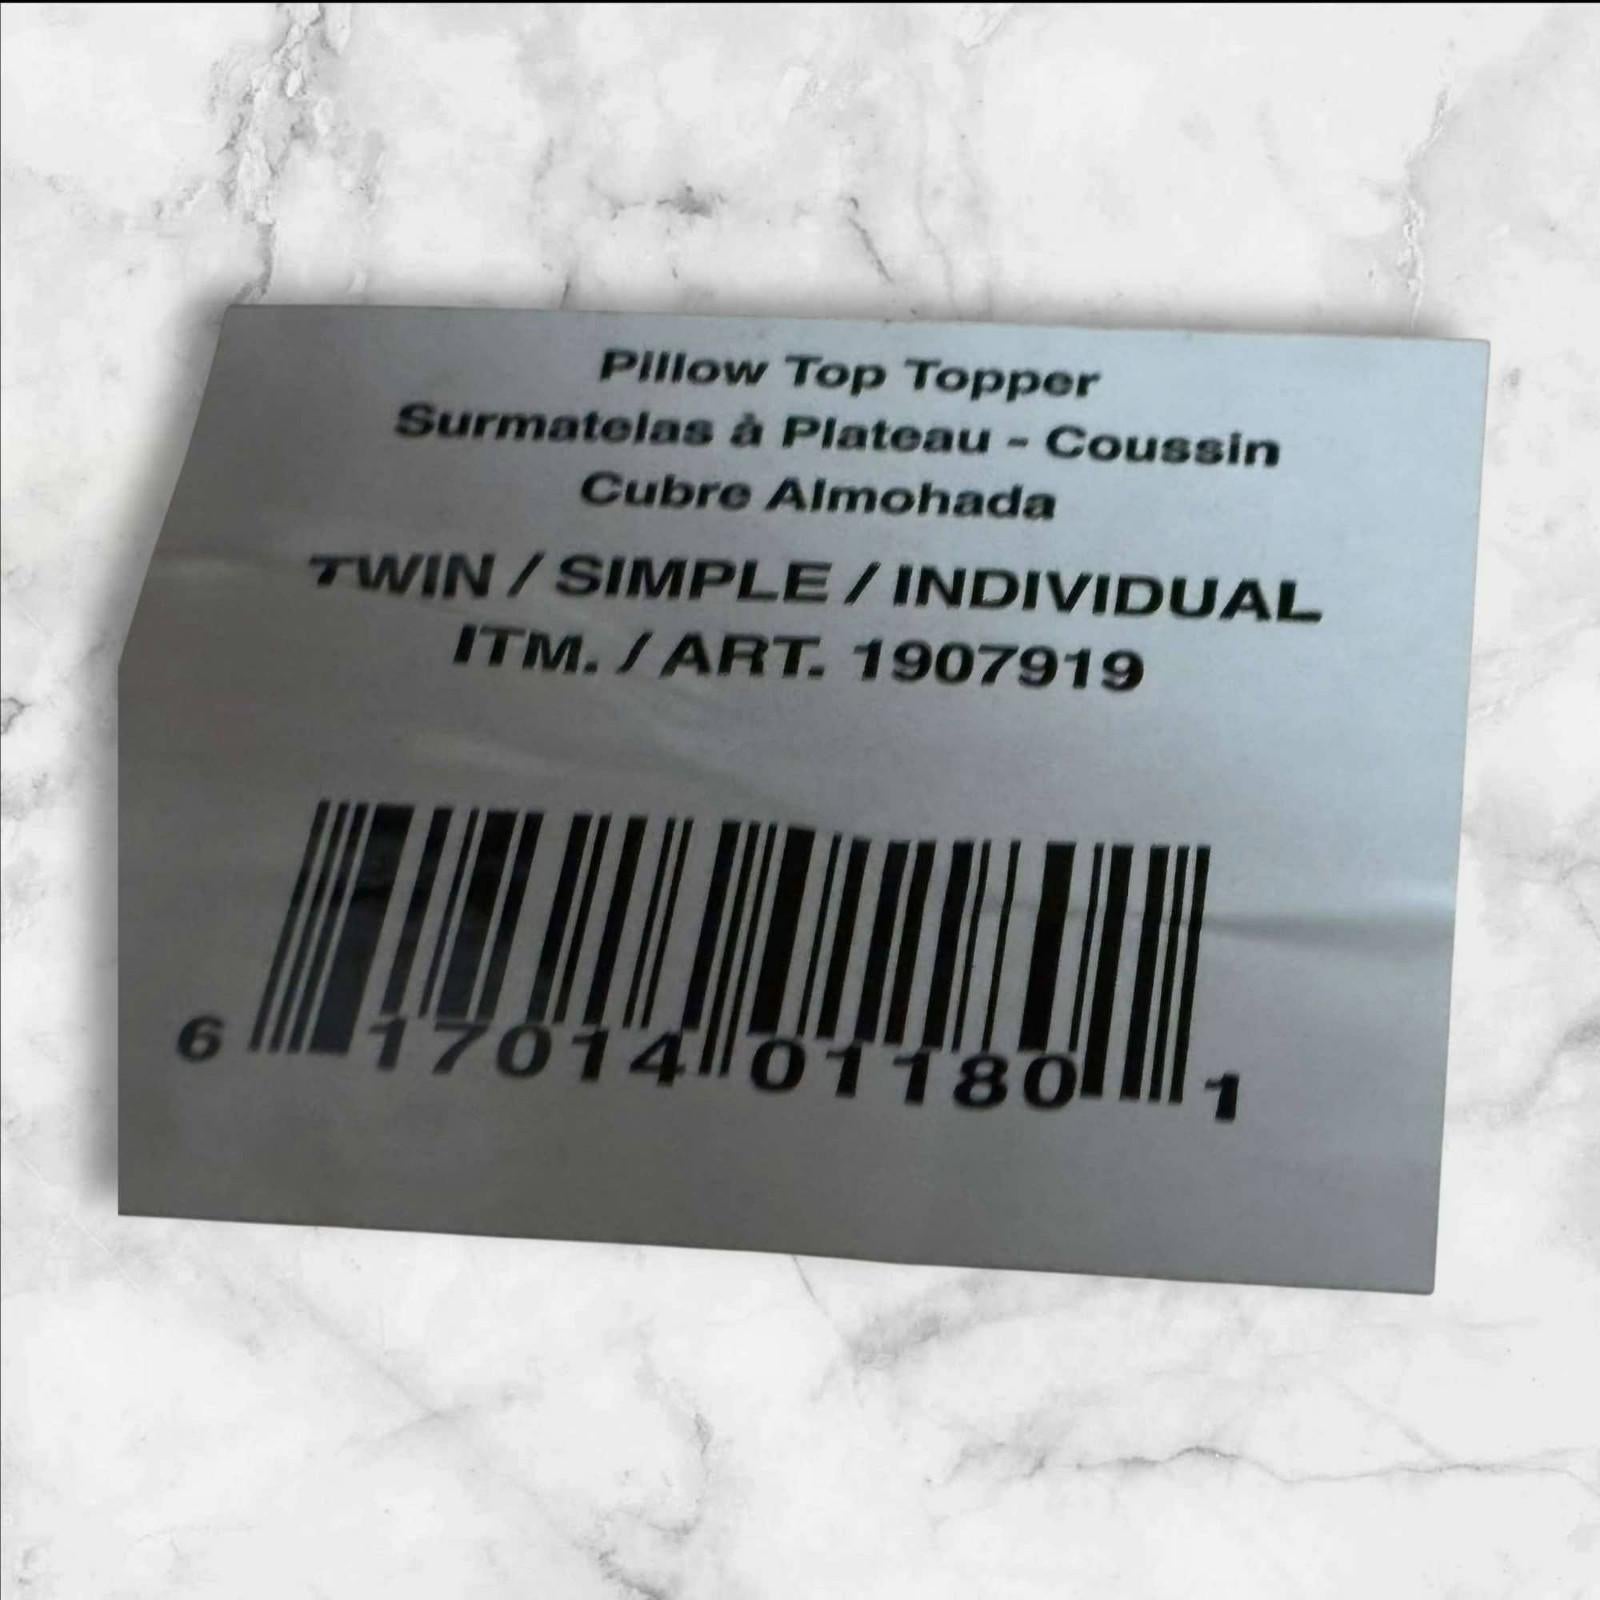 Pillow Top Topper
Surmatelas à Plateau - Coussin
Cubre Almohada
TWIN / SIMPLE / INDIVIDUAL
ITM. / ART. 1907919
6 17014 01180 1